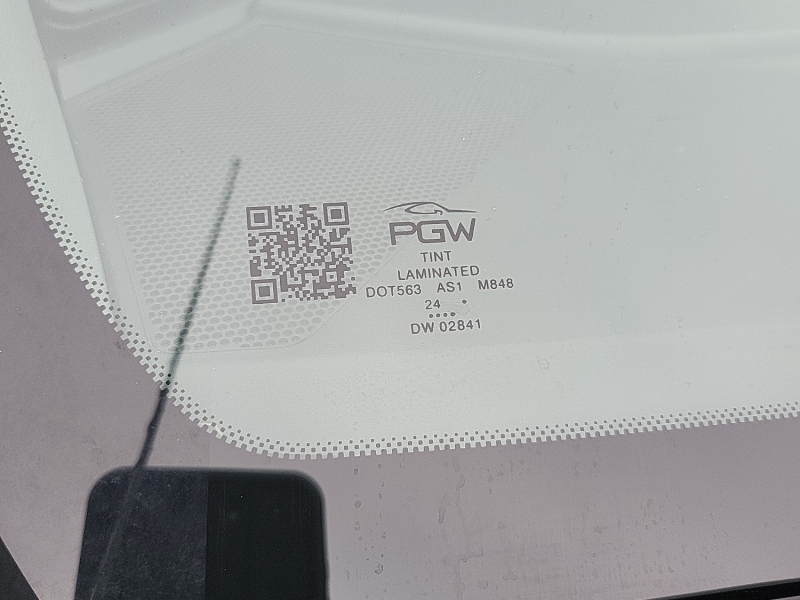 PGW
TINT
LAMINATED
DOT563 AS1 M848
24
DW 02841